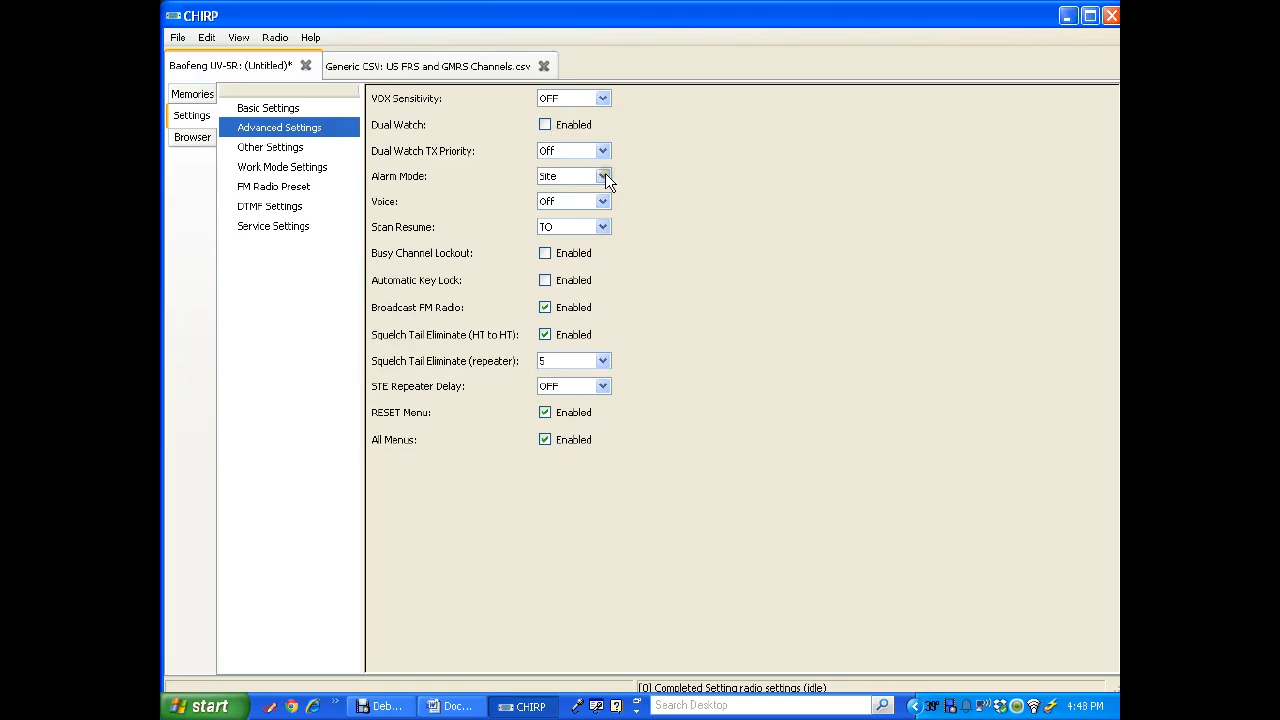 CHIRP
File Edit View Radio Help
Baofeng UV-5R: (Untitled)* Generic CSV: US FRS and GMRS Channels.csv
Memories
Settings
Browser
Basic Settings
Advanced Settings
Other Settings
Work Mode Settings
FM Radio Preset
DTMF Settings
Service Settings
VOX Sensitivity: OFF
Dual Watch: Enabled
Dual Watch TX Priority: Off
Alarm Mode: Site
Voice: Off
Scan Resume: TO
Busy Channel Lockout: Enabled
Automatic Key Lock: Enabled
Broadcast FM Radio: Enabled
Squelch Tail Eliminate (HT to HT): Enabled
Squelch Tail Eliminate (repeater): 5
STE Repeater Delay: OFF
RESET Menu: Enabled
All Menus: Enabled
[0] Completed Setting radio settings (idle)
start Deb... Doc... CHIRP Search Desktop 39° 4:48 PM